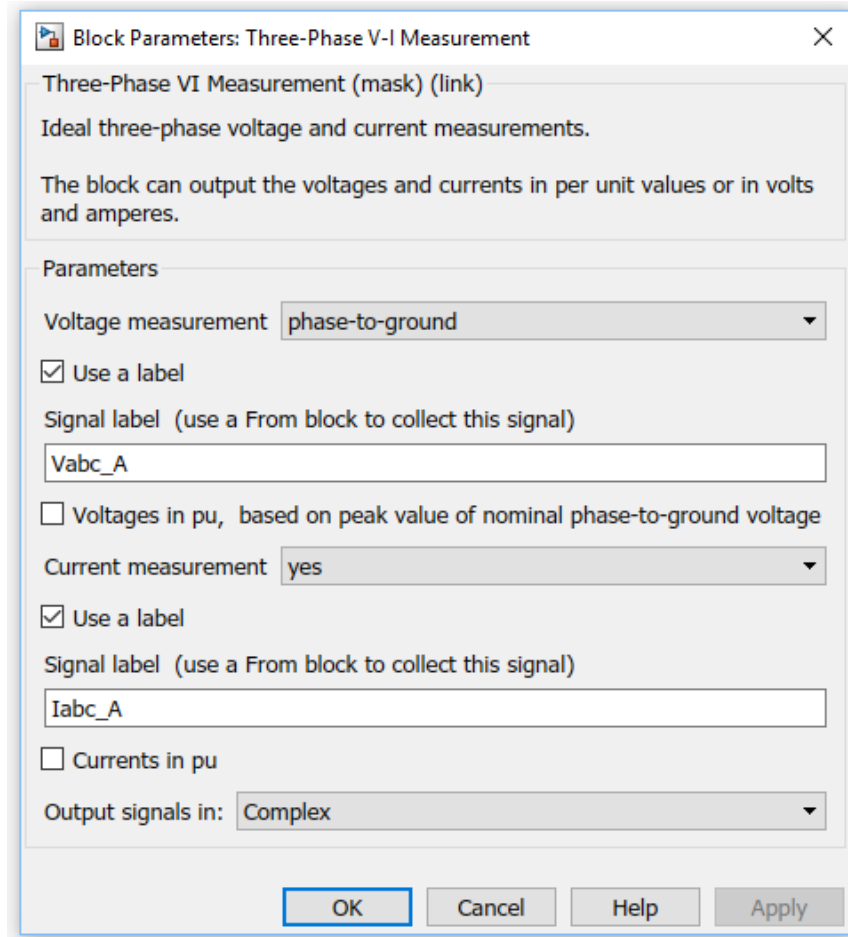 Block Parameters: Three-Phase V-I Measurement
Three-Phase VI Measurement (mask) (link)
Ideal three-phase voltage and current measurements.
The block can output the voltages and currents in per unit values or in volts
and amperes.
Parameters
Voltage measurement phase-to-ground
Use a label
Signal label (use a From block to collect this signal)
Vabc_A
Voltages in pu, based on peak value of nominal phase-to-ground voltage
Current measurement yes
Use a label
Signal label (use a From block to collect this signal)
Iabc_A
Currents in pu
Output signals in: Complex
OK Cancel Help Apply